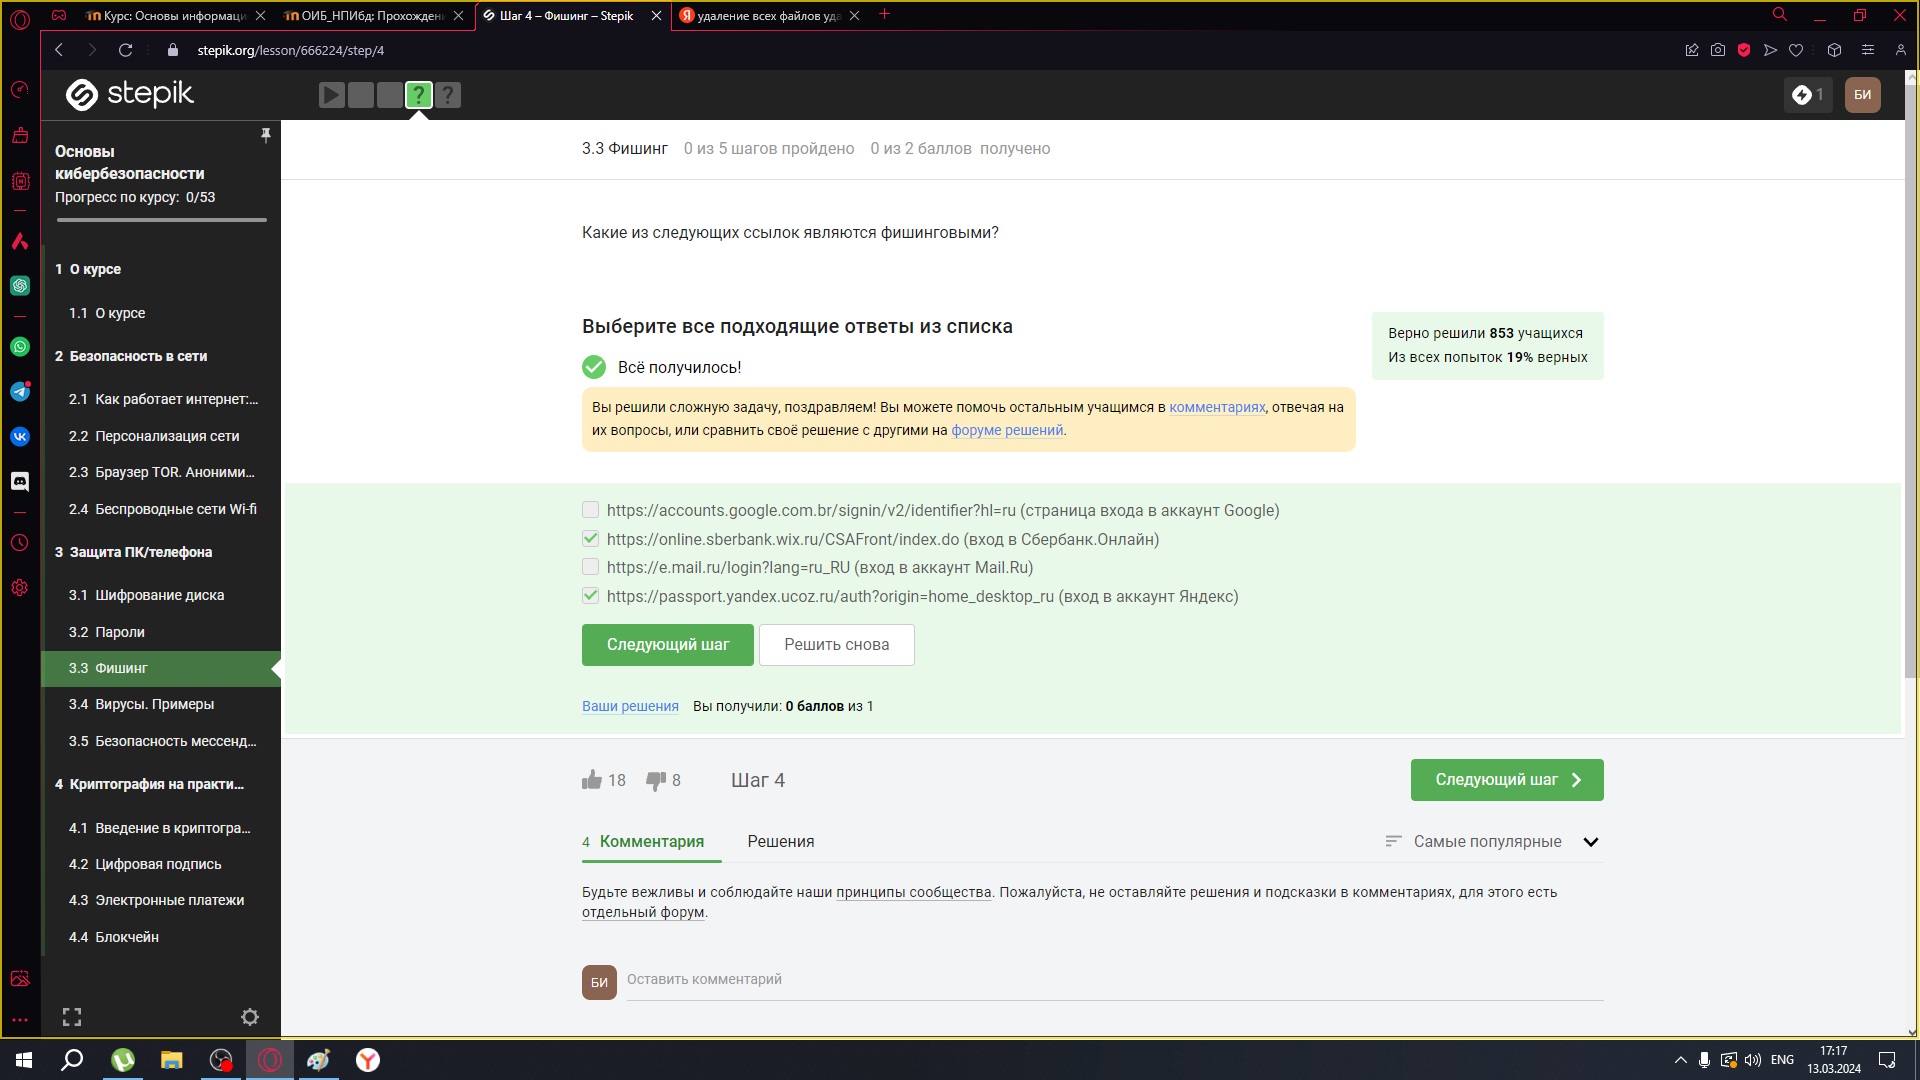 Курс: Основы информаци
ОИБ_НПИбд: Прохожден
Шаг 4 – Фишинг – Stepik
удаление всех файлов уда
stepik.org/lesson/666224/step/4
stepik
1
БИ
Основы
кибербезопасности
Прогресс по курсу: 0/53
1 О курсе
1.1 О курсе
2 Безопасность в сети
2.1 Как работает интернет:...
2.2 Персонализация сети
2.3 Браузер TOR. Анонími...
2.4 Беспроводные сети Wi-fi
3 Защита ПК/телефона
3.1 Шифрование диска
3.2 Пароли
3.3 Фишинг
3.4 Вирусы. Примеры
3.5 Безопасность мессенд...
4 Криптография на практи...
4.1 Введение в криптогра...
4.2 Цифровая подпись
4.3 Электронные платежи
4.4 Блокчейн
3.3 Фишинг 0 из 5 шагов пройдено 0 из 2 баллов получено
Какие из следующих ссылок являются фишинговыми?
Выберите все подходящие ответы из списка
Всё получилось!
Верно решили 853 учащихся
Из всех попыток 19% верных
Вы решили сложную задачу, поздравляем! Вы можете помочь остальным учащимся в комментариях, отвечая на
их вопросы, или сравнить своё решение с другими на форуме решений.
https://accounts.google.com.br/signin/v2/identifier?hl=ru (страница входа в аккаунт Google)
https://online.sberbank.wix.ru/CSAFront/index.do (вход в Сбербанк.Онлайн)
https://e.mail.ru/login?lang=ru_RU (вход в аккаунт Mail.Ru)
https://passport.yandex.ucoz.ru/auth?origin=home_desktop_ru (вход в аккаунт Яндекс)
Следующий шаг Решить снова
Ваши решения Вы получили: 0 баллов из 1
18 8 Шаг 4 Следующий шаг
4 Комментария Решения Самые популярные
Будьте вежливы и соблюдайте наши принципы сообщества. Пожалуйста, не оставляйте решения и подсказки в комментариях, для этого есть
отдельный форум.
БИ Оставить комментарий
ENG
17:17
13.03.2024